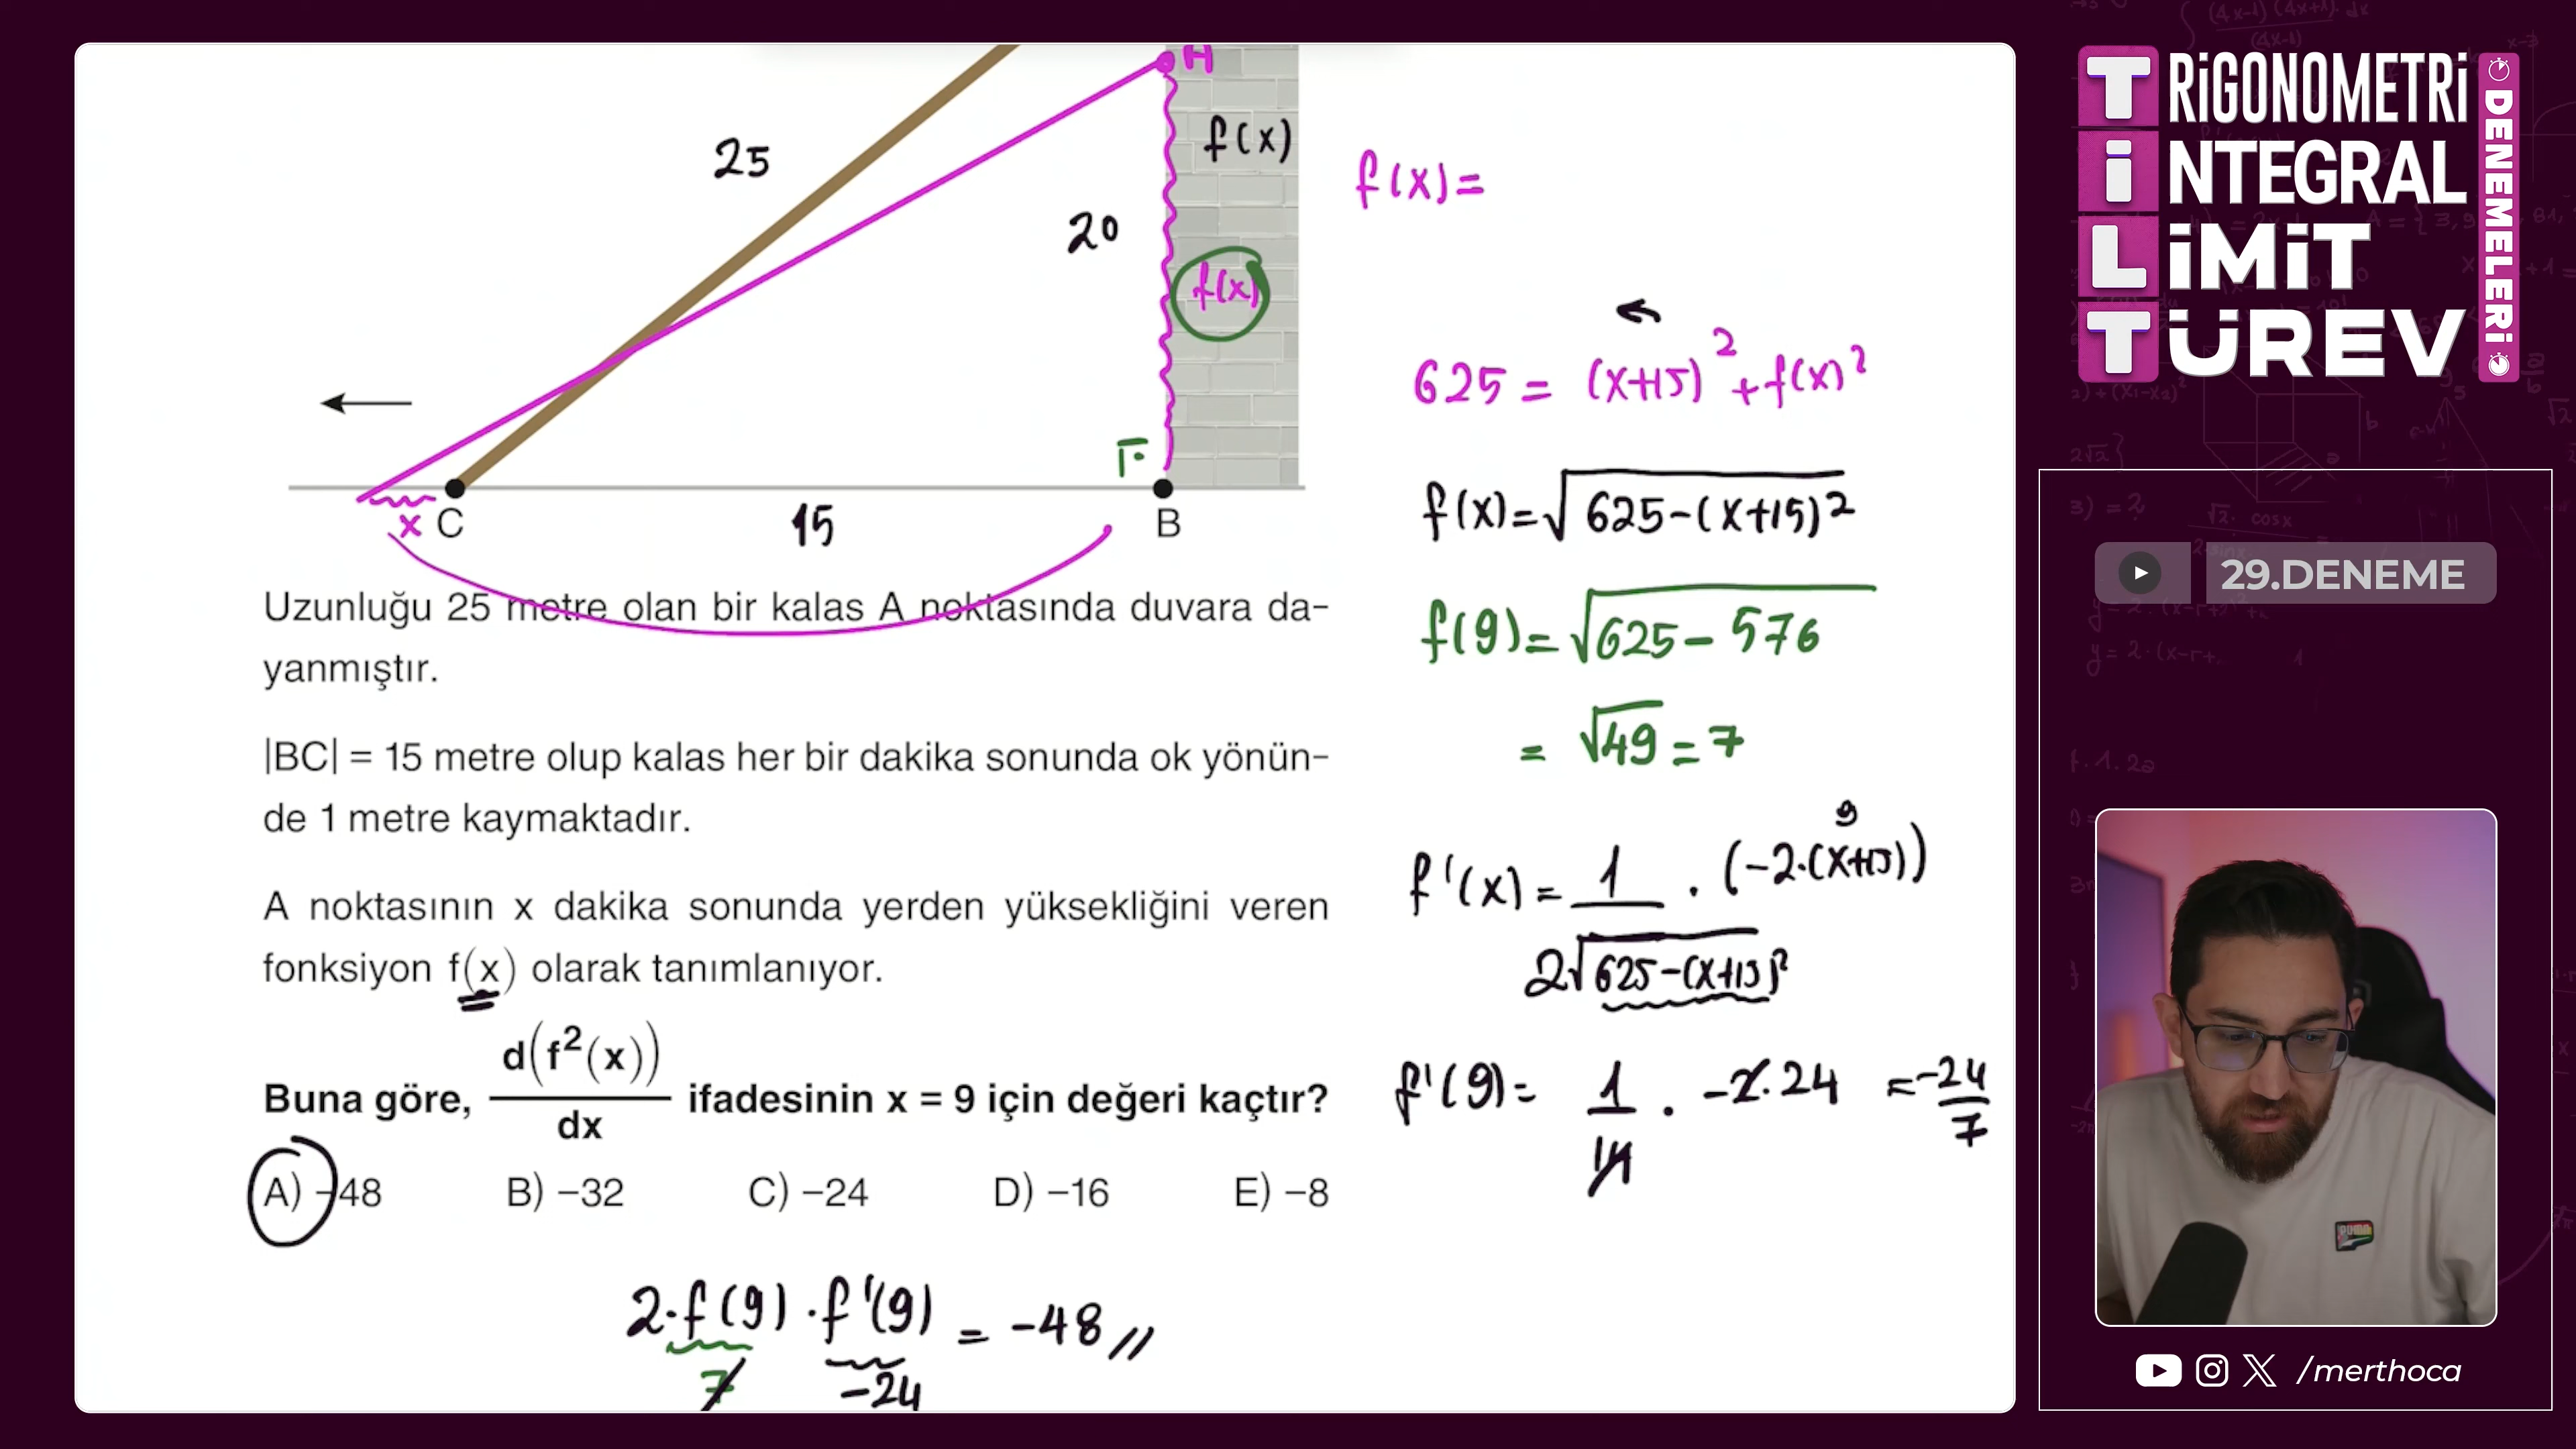 H
25
f(x)
f(x)=
20
f(x)
625 = (x+15)² + f(x)²
F
x C
15
B
f(x)=√625-(x+15)²
Uzunluğu 25 metre olan bir kalas A noktasında duvara da-
yanmıştır.
f(9)=√625-576
= √49 = 7
|BC| = 15 metre olup kalas her bir dakika sonunda ok yönün-
de 1 metre kaymaktadır.
9
f'(x) = 1 / 2√625-(x+15)² . (-2.(x+15))
A noktasının x dakika sonunda yerden yüksekliğini veren
fonksiyon f(x) olarak tanımlanıyor.
Buna göre, d(f²(x))/dx ifadesinin x = 9 için değeri kaçtır?
f'(9)= 1/14 . -2.24 = -24/7
A) -48 B) -32 C) -24 D) -16 E) -8
2.f(9).f'(9) = -48//
7
-24
TRiGONOMETRi
iNTEGRAL
LiMiT
TÜREV
DENEMELERi
29.DENEME
/merthoca